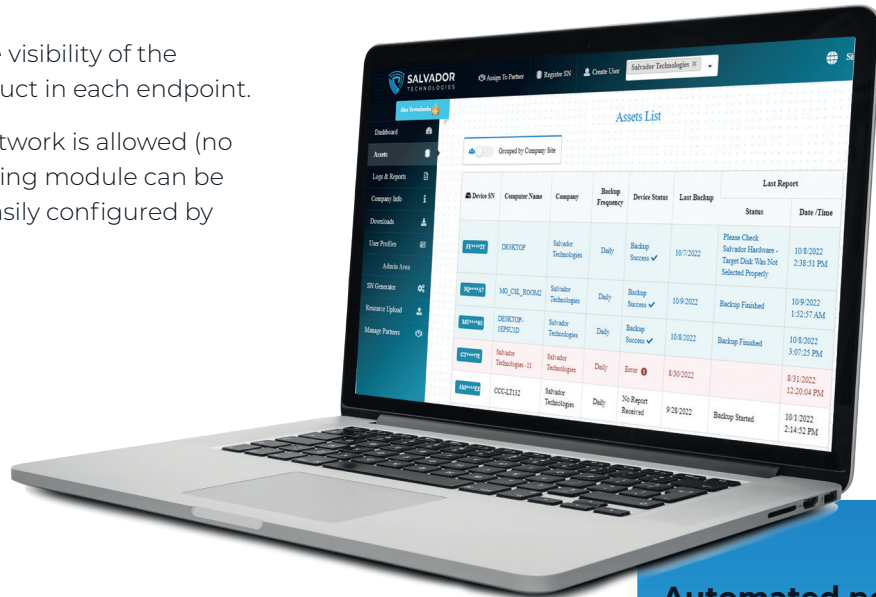 e visibility of the
uct in each endpoint.
twork is allowed (no
ing module can be
asily configured by
SALVADOR
TECHNOLOGIES
Assign To Partner
Register SN
Create User
Salvador Technologies ×
Dashboard
Assets
Logs & Reports
Company Info
Downloads
User Profiles
Admin Area
SN Generator
Resource Upload
Manage Partners
Assets List
Grouped by Company Site
Last Report
Device SN Computer Name Company Backup Frequency Device Status Last Backup Status Date /Time
DESKTOP Salvador Technologies Daily Backup Success ✓ 10/7/2022 Please Check Salvador Hardware - Target Disk Was Not Selected Properly 10/8/2022 2:38:51 PM
MG_CSL_ROOM2 Salvador Technologies Daily Backup Success ✓ 10/9/2022 Backup Finished 10/9/2022 1:52:57 AM
Salvador Technologies Daily Backup Success ✓ 10/8/2022 Backup Finished 10/8/2022 3:07:25 PM
Salvador Technologies -11 Salvador Technologies Daily Error 8/30/2022 8/31/2022 12:20:04 PM
CCC-LT132 Salvador Technologies Daily No Report Received 9/28/2022 Backup Started 10/1/2022 2:14:52 PM